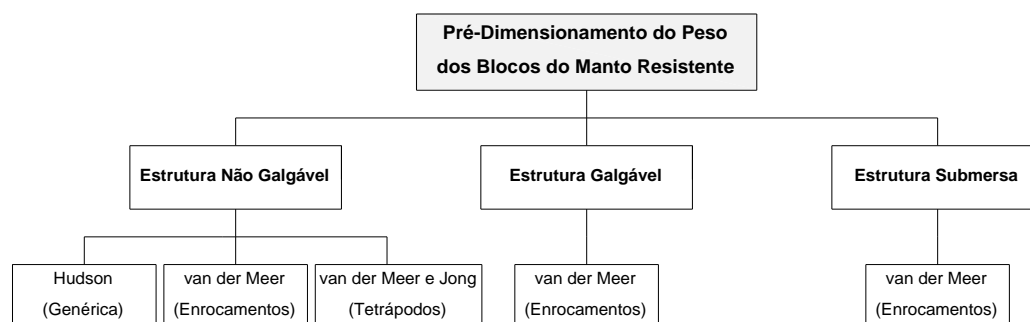 Pré-Dimensionamento do Peso
dos Blocos do Manto Resistente
Estrutura Não Galgável
Estrutura Galgável
Estrutura Submersa
Hudson
(Genérica)
van der Meer
(Enrocamentos)
van der Meer e Jong
(Tetrápodos)
van der Meer
(Enrocamentos)
van der Meer
(Enrocamentos)